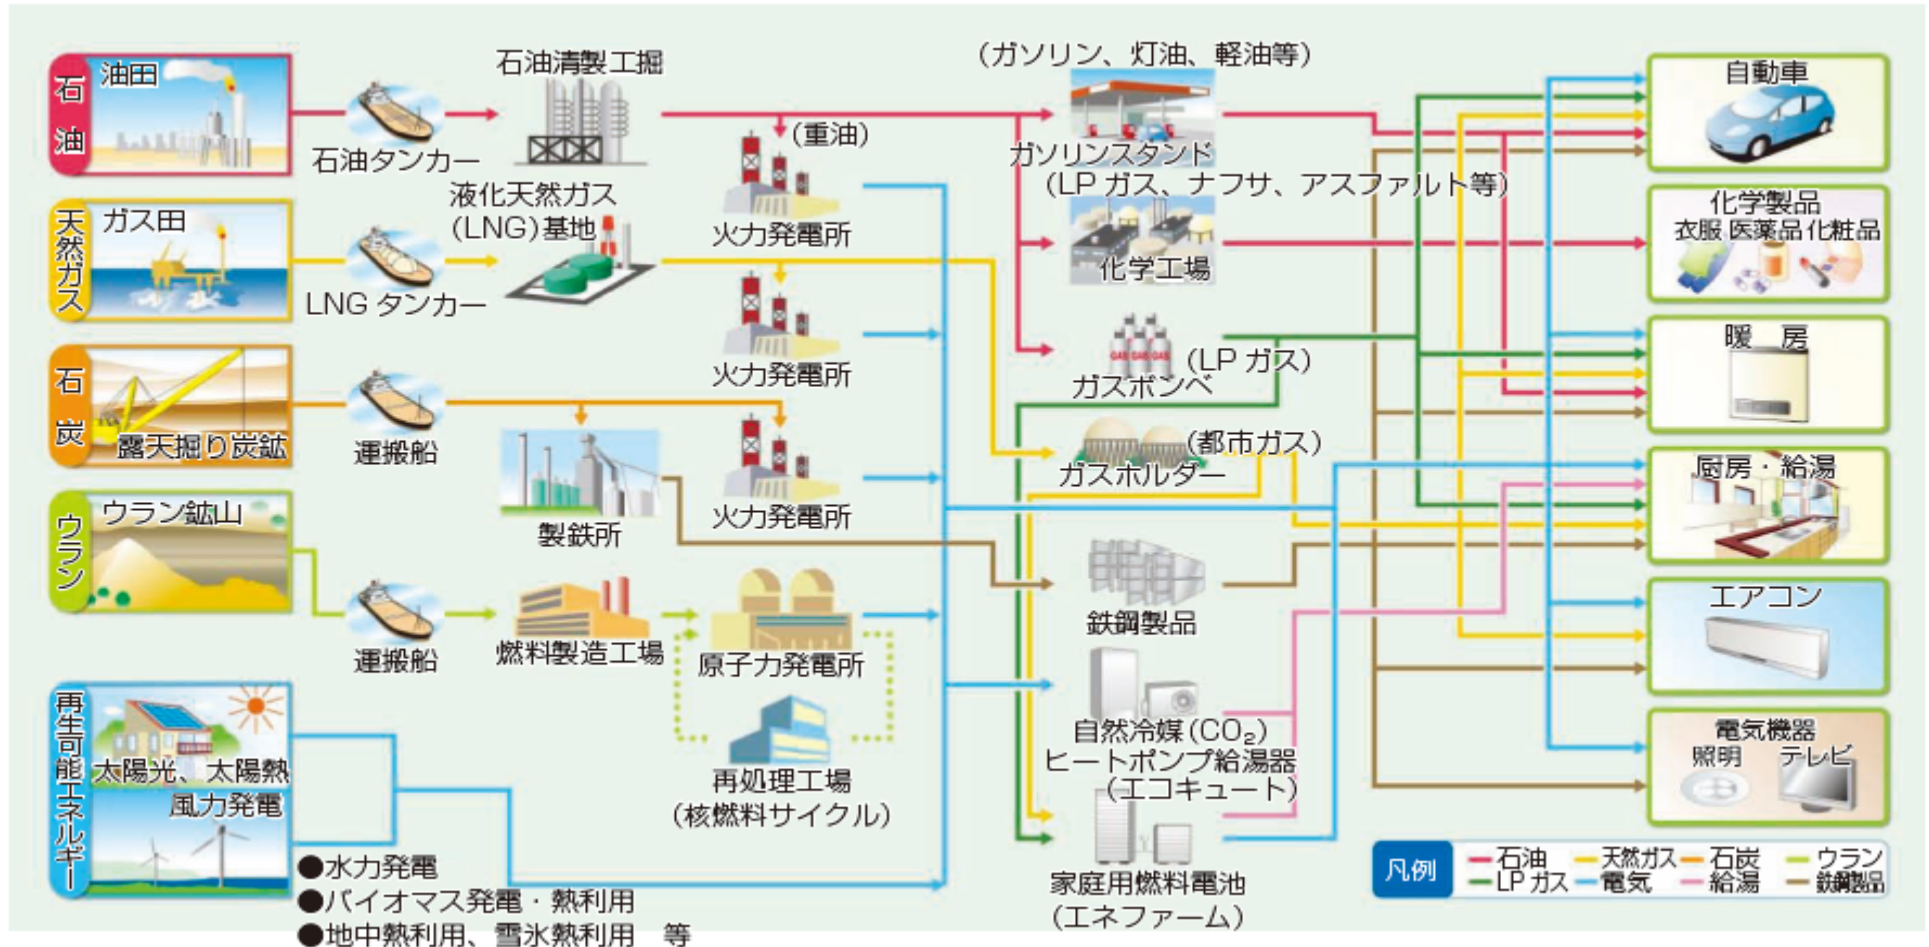 石油
油田
石油タンカー
石油清製工掘
(重油)
火力発電所
(ガソリン、灯油、軽油等)
ガソリンスタンド
(LPガス、ナフサ、アスファルト等)
化学工場
天然ガス
ガス田
LNGタンカー
液化天然ガス
(LNG)基地
火力発電所
(LPガス)
ガスボンベ
石炭
露天掘り炭鉱
運搬船
製鉄所
火力発電所
(都市ガス)
ガスホルダー
ウラン
ウラン鉱山
運搬船
燃料製造工場
原子力発電所
再処理工場
(核燃料サイクル)
鉄鋼製品
自然冷媒(CO₂)
ヒートポンプ給湯器
(エコキュート)
家庭用燃料電池
(エネファーム)
再生可能エネルギー
太陽光、太陽熱
風力発電
●水力発電
●バイオマス発電・熱利用
●地中熱利用、雪氷熱利用 等
自動車
化学製品
衣服 医薬品 化粧品
暖 房
厨房・給湯
エアコン
電気機器
照明 テレビ
凡例
石油 天然ガス 石炭 ウラン
LPガス 電気 給湯 鉄鋼製品
GAS GAS GAS